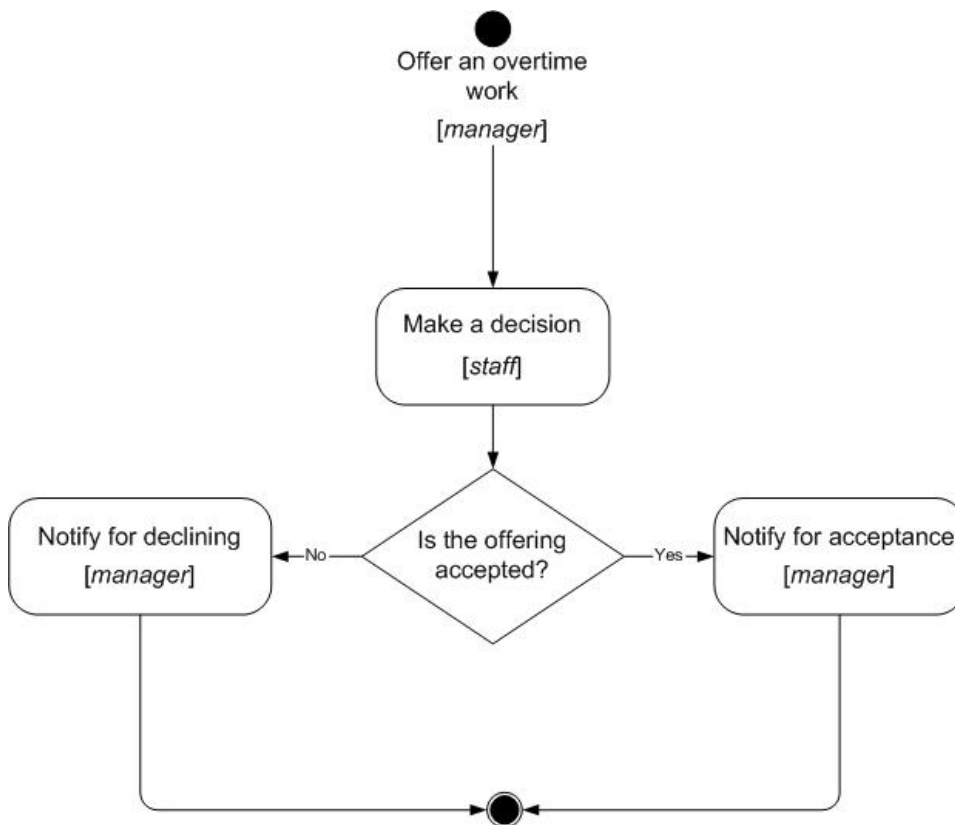 Offer an overtime
work
[manager]
Make a decision
[staff]
Is the offering
accepted?
No
Yes
Notify for declining
[manager]
Notify for acceptance
[manager]